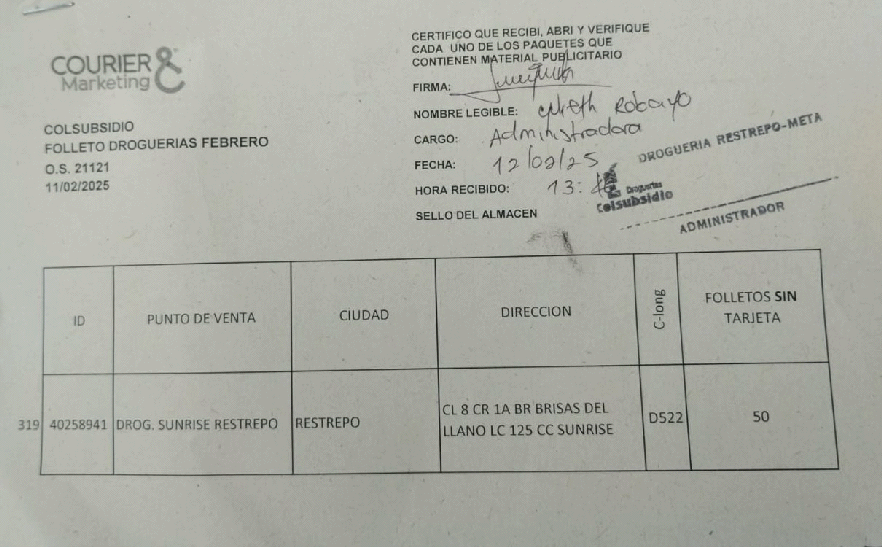 COURIER &
Marketing
COLSUBSIDIO
FOLLETO DROGUERIAS FEBRERO
O.S. 21121
11/02/2025
CERTIFICO QUE RECIBI, ABRI Y VERIFIQUE
CADA UNO DE LOS PAQUETES QUE
CONTIENEN MATERIAL PUBLICITARIO
FIRMA:
NOMBRE LEGIBLE: Robayo
CARGO: Administradora
FECHA: 12/02/25
HORA RECIBIDO: 13:
SELLO DEL ALMACEN
DROGUERIA RESTREPO-META
Droguerías
Colsubsidio
ADMINISTRADOR
ID PUNTO DE VENTA CIUDAD DIRECCION C-long FOLLETOS SIN
TARJETA
319 40258941 DROG. SUNRISE RESTREPO RESTREPO CL 8 CR 1A BR BRISAS DEL
LLANO LC 125 CC SUNRISE D522 50